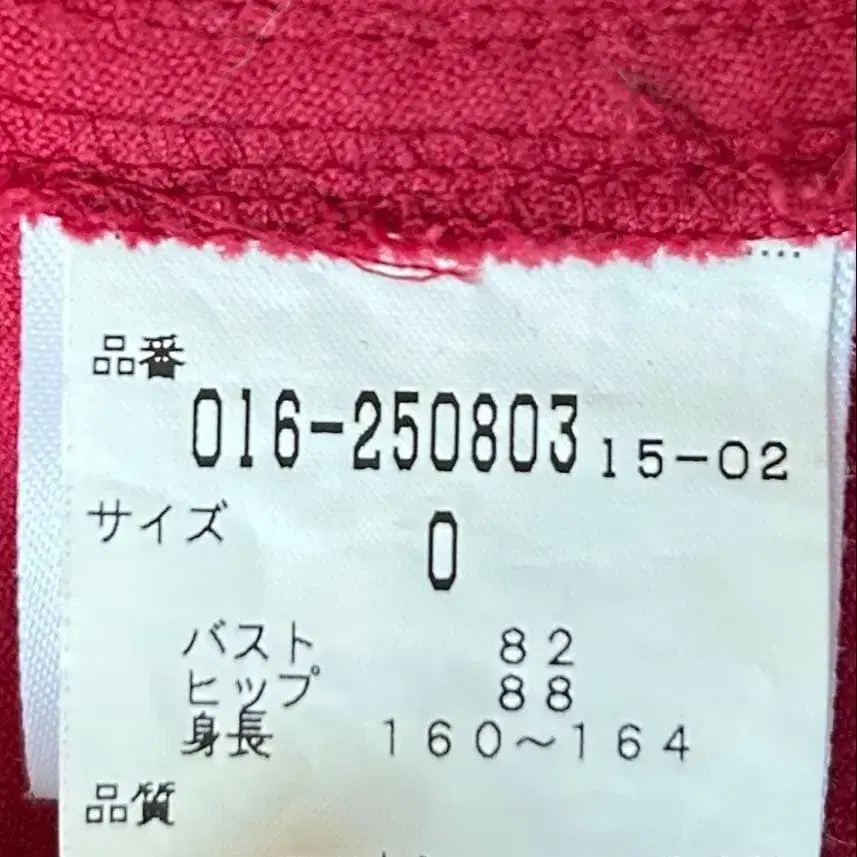 品番
016-250803 15-02
サイズ
0
バスト 82
ヒップ 88
身長 160～164
品質